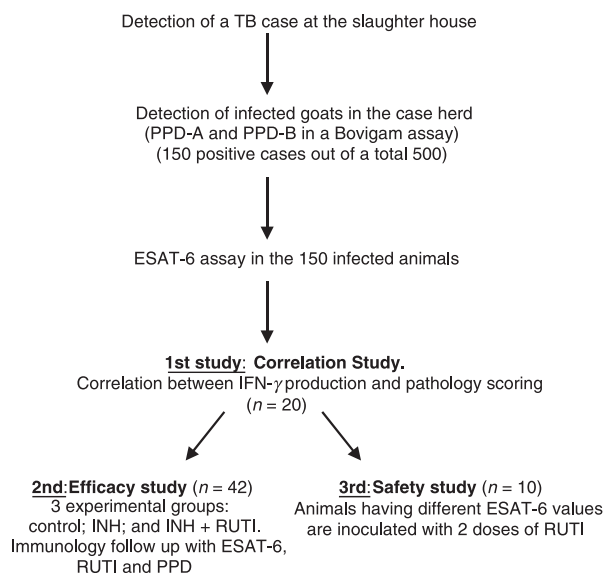 Detection of a TB case at the slaughter house
Detection of infected goats in the case herd
(PPD-A and PPD-B in a Bovigam assay)
(150 positive cases out of a total 500)
ESAT-6 assay in the 150 infected animals
1st study: Correlation Study.
Correlation between IFN-γ production and pathology scoring
(n = 20)
2nd:Efficacy study (n = 42)
3 experimental groups:
control; INH; and INH + RUTI.
Immunology follow up with ESAT-6,
RUTI and PPD
3rd:Safety study (n = 10)
Animals having different ESAT-6 values
are inoculated with 2 doses of RUTI